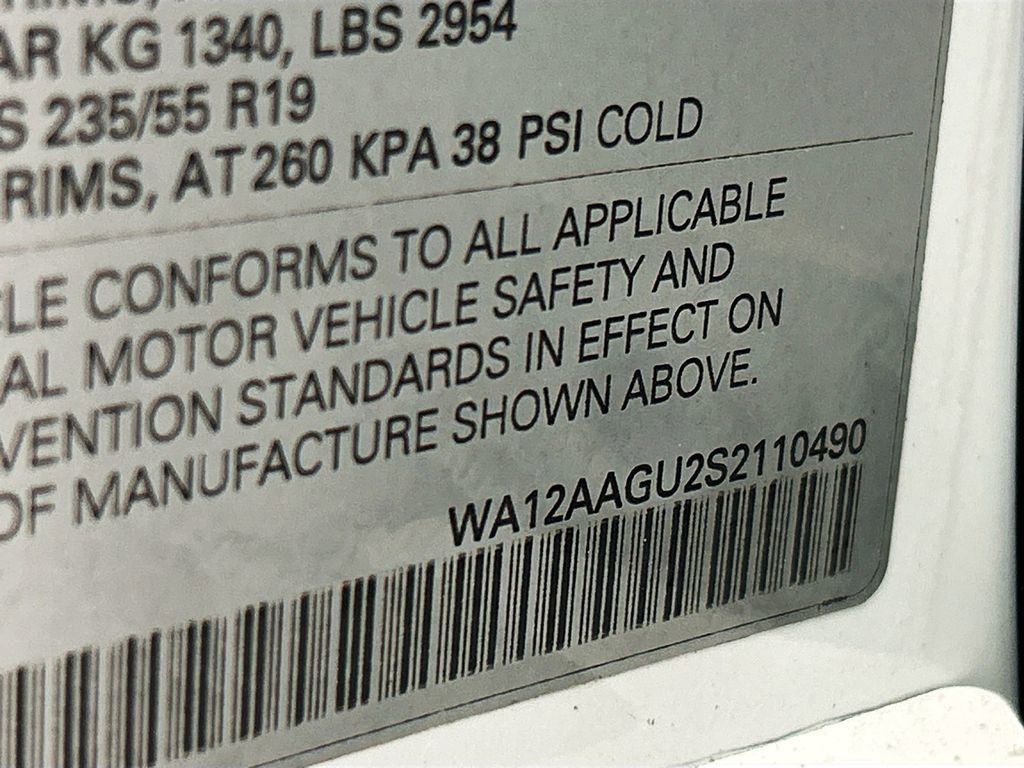 AR KG 1340, LBS 2954
S 235/55 R19
RIMS, AT 260 KPA 38 PSI COLD
CLE CONFORMS TO ALL APPLICABLE
AL MOTOR VEHICLE SAFETY AND
VENTION STANDARDS IN EFFECT ON
OF MANUFACTURE SHOWN ABOVE.
WA12AAGU2S2110490